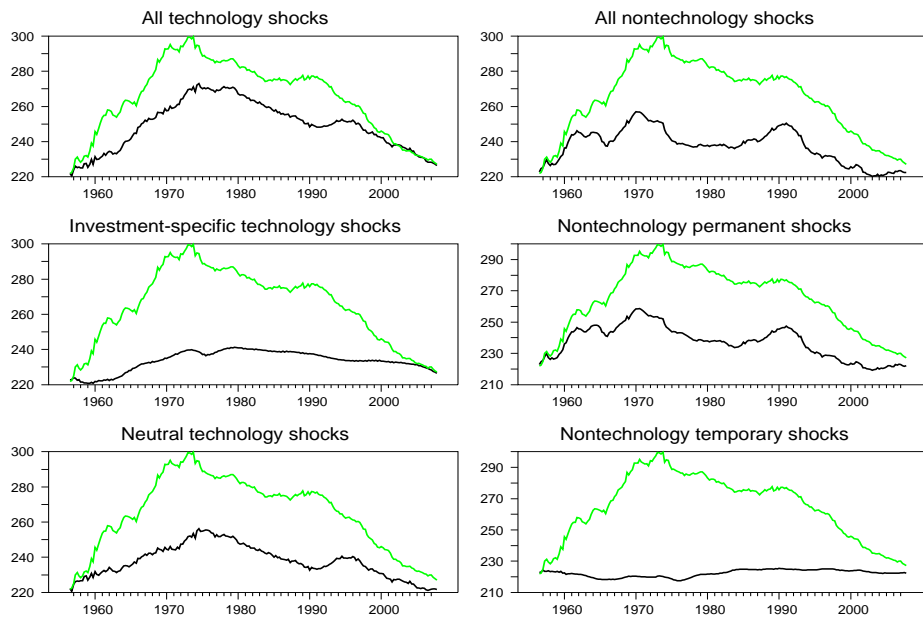 All technology shocks
300
280
260
240
220
1960 1970 1980 1990 2000
All nontechnology shocks
300
280
260
240
220
1960 1970 1980 1990 2000
Investment-specific technology shocks
300
280
260
240
220
1960 1970 1980 1990 2000
Nontechnology permanent shocks
290
270
250
230
210
1960 1970 1980 1990 2000
Neutral technology shocks
300
280
260
240
220
1960 1970 1980 1990 2000
Nontechnology temporary shocks
290
270
250
230
210
1960 1970 1980 1990 2000